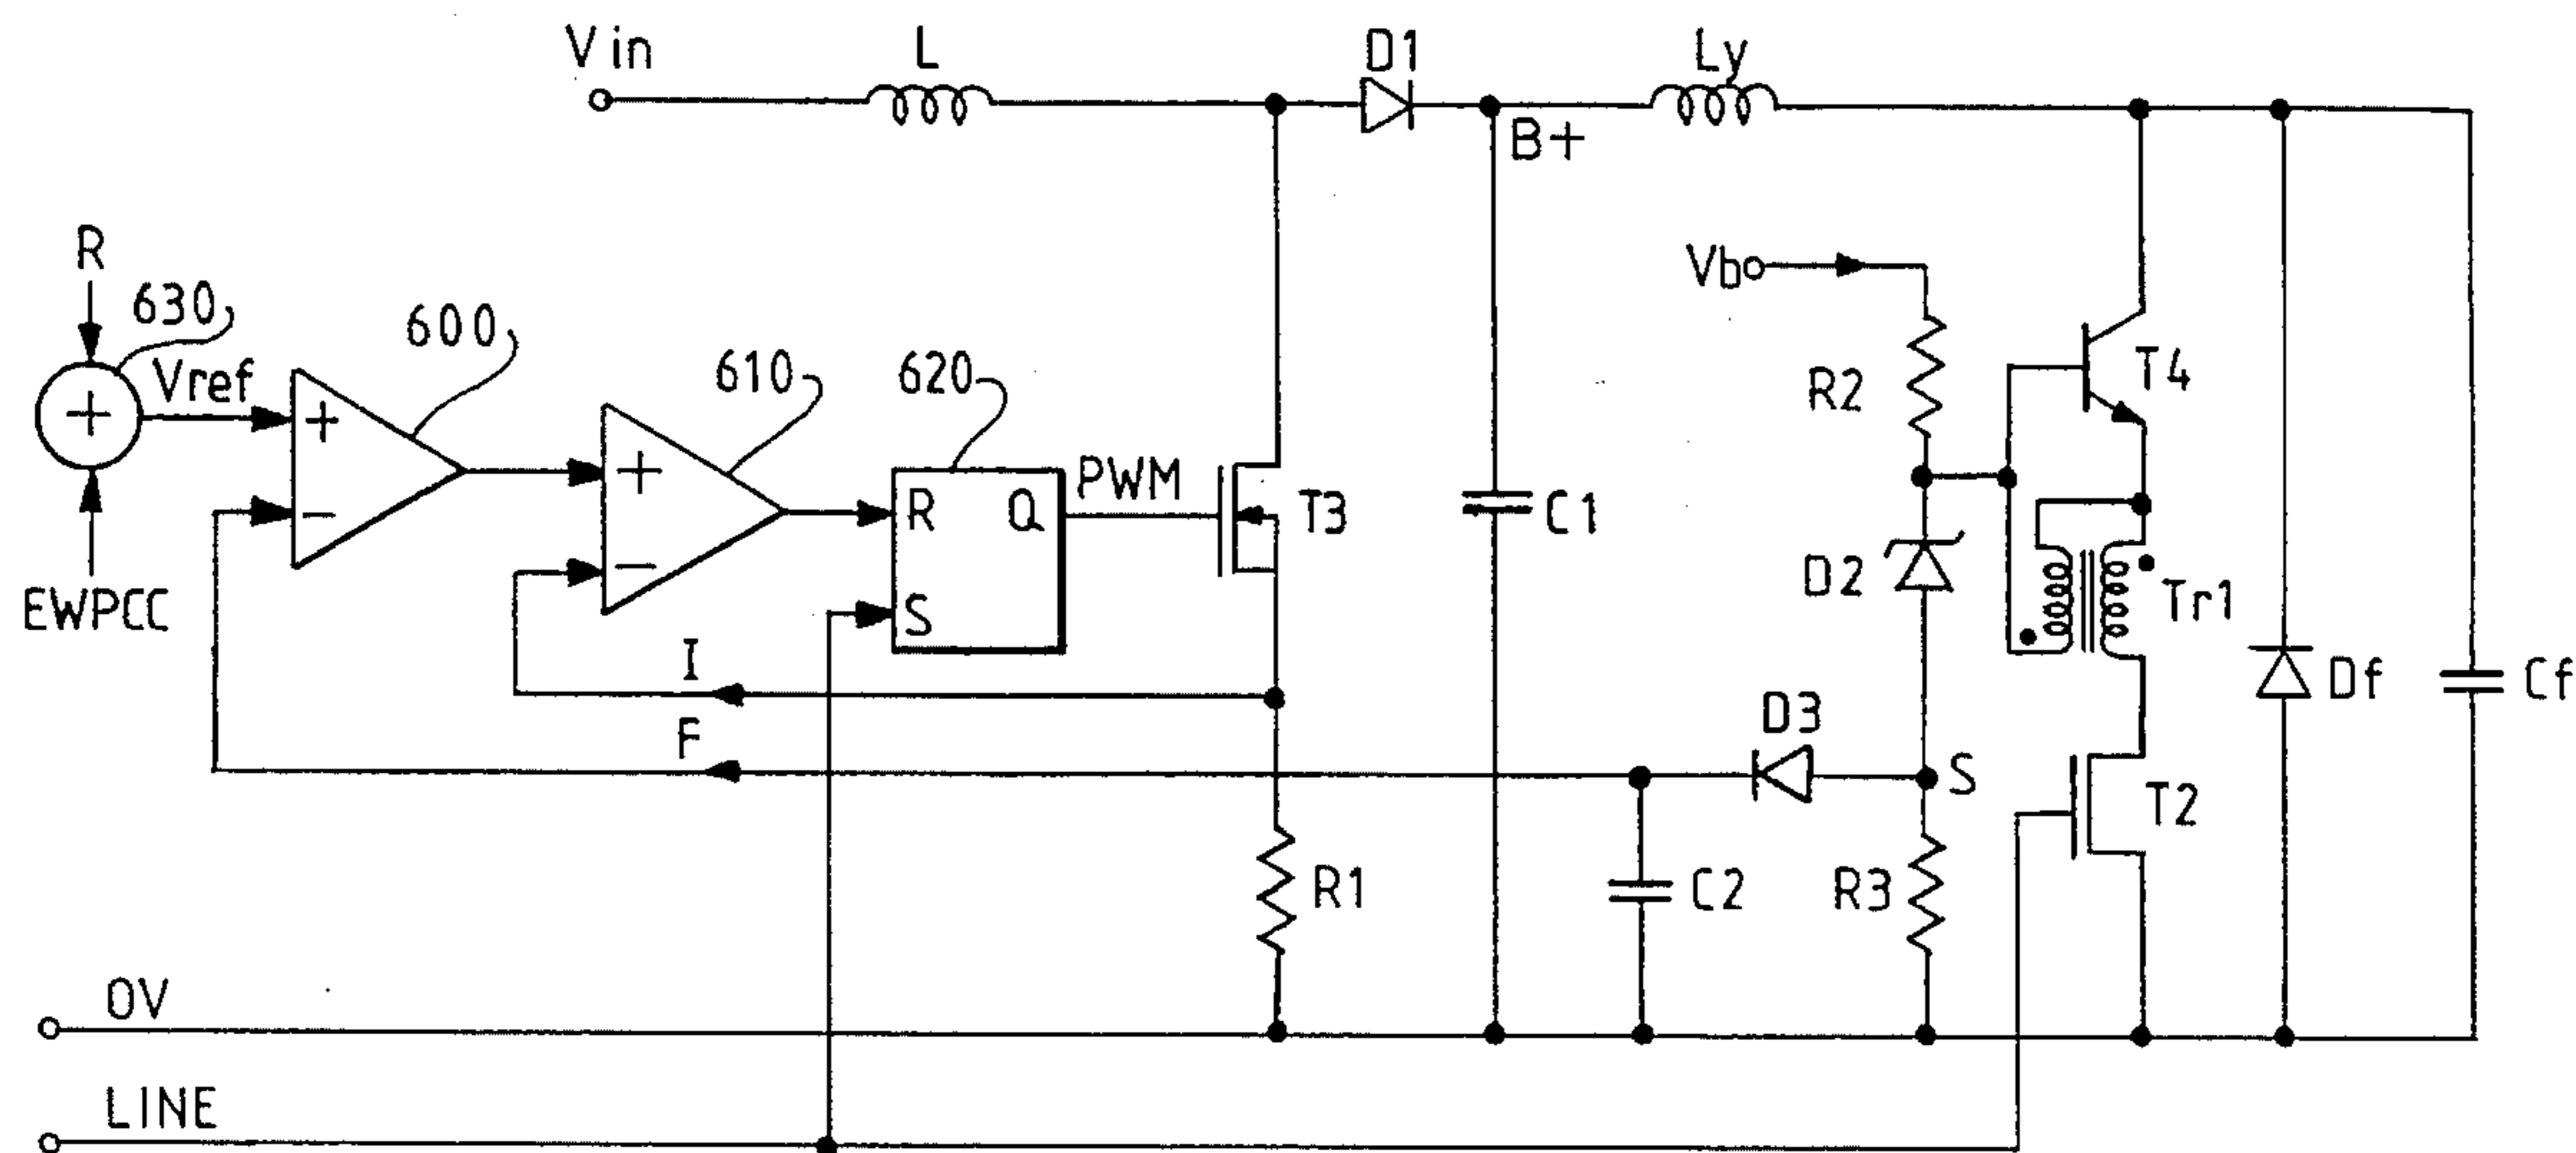 Vin
L
D1
Ly
B+
R
630
Vref
+
EWPCC
600
+
−
610
+
−
620
R
Q
S
PWM
T3
C1
Vb
R2
T4
D2
Tr1
Df
Cf
I
F
D3
S
T2
R1
C2
R3
0V
LINE